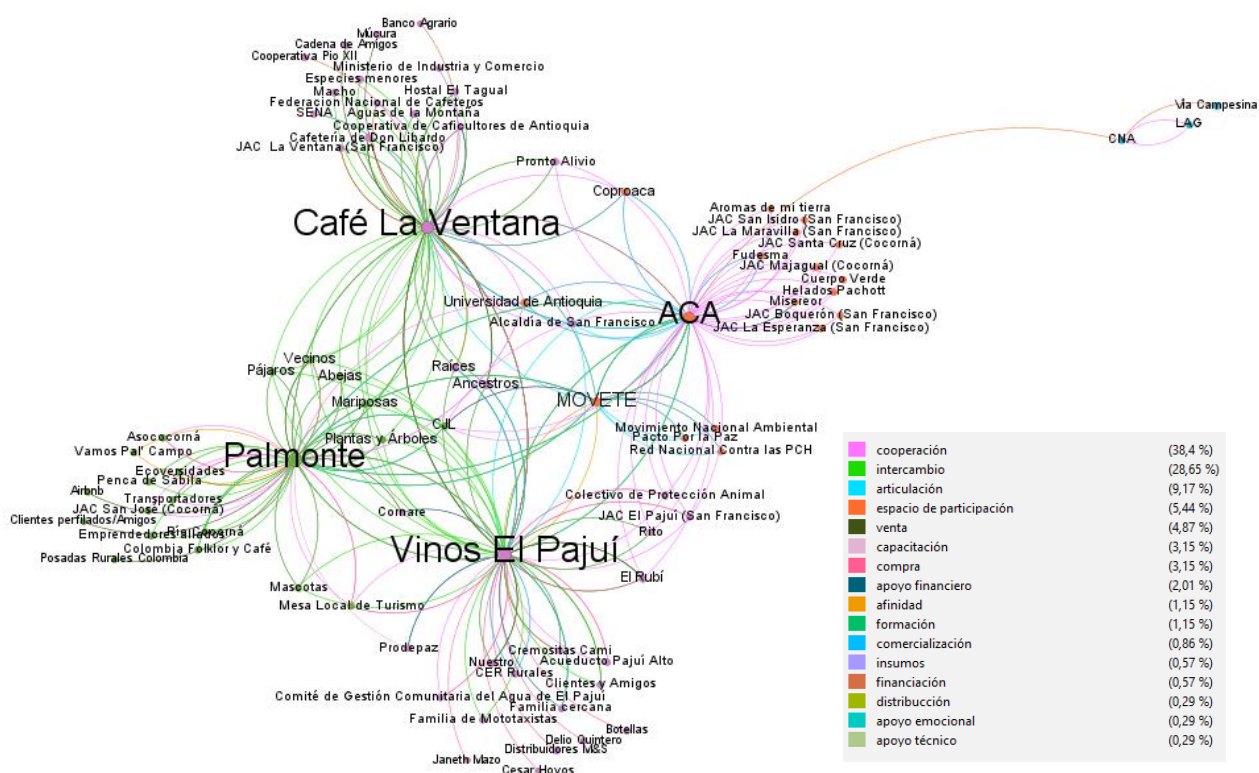 Banco Agrario
Múcura
Cadena de Amigos
Cooperativa Pio XII
Ministerio de Industria y Comercio
Especies menores
Macho
Hostal El Tagual
Federacion Nacional de Cafeteros
SENA
Aguas de la Montaña
Cooperativa de Caficultores de Antioquia
Cafetería de Don Libardo
JAC La Ventana (San Francisco)
Pronto Alivio
Coproaca
Café La Ventana
Via Campesina
LAG
CNA
Aromas de mi tierra
JAC San Isidro (San Francisco)
JAC La Maravilla (San Francisco)
JAC Santa Cruz (Cocorná)
Fudesma
JAC Majagual (Cocorná)
Cuerpo Verde
Helados Pachott
Misereor
JAC Boquerón (San Francisco)
JAC La Esperanza (San Francisco)
ACA
Universidad de Antioquia
Alcaldía de San Francisco
Vecinos
Pájaros
Abejas
Raíces
Ancestros
Mariposas
MOVETE
CJL
Plantas y Árboles
Movimiento Nacional Ambiental
Pacto Por la Paz
Red Nacional Contra las PCH
Asococorná
Vamos Pal' Campo
Palmonte
Ecoversidades
Penca de Sábila
Airbnb
Transportadores
JAC San José (Cocorná)
Clientes perfilados/Amigos
Río Cocorná
Emprendedores aliados
Colombia Folklor y Café
Posadas Rurales Colombia
Colectivo de Protección Animal
Cornare
JAC El Pajuí (San Francisco)
Rito
Vinos El Pajuí
El Rubí
Mascotas
Mesa Local de Turismo
Prodepaz
Cremositas Cami
Nuestro
Acueducto Pajuí Alto
CER Rurales
Clientes y Amigos
Comité de Gestión Comunitaria del Agua de El Pajuí
Familia cercana
Familia de Mototaxistas
Botellas
Delio Quintero
Distribuidores M&S
Janeth Mazo
Cesar Hoyos
cooperación (38,4 %)
intercambio (28,65 %)
articulación (9,17 %)
espacio de participación (5,44 %)
venta (4,87 %)
capacitación (3,15 %)
compra (3,15 %)
apoyo financiero (2,01 %)
afinidad (1,15 %)
formación (1,15 %)
comercialización (0,86 %)
insumos (0,57 %)
financiación (0,57 %)
distribucción (0,29 %)
apoyo emocional (0,29 %)
apoyo técnico (0,29 %)